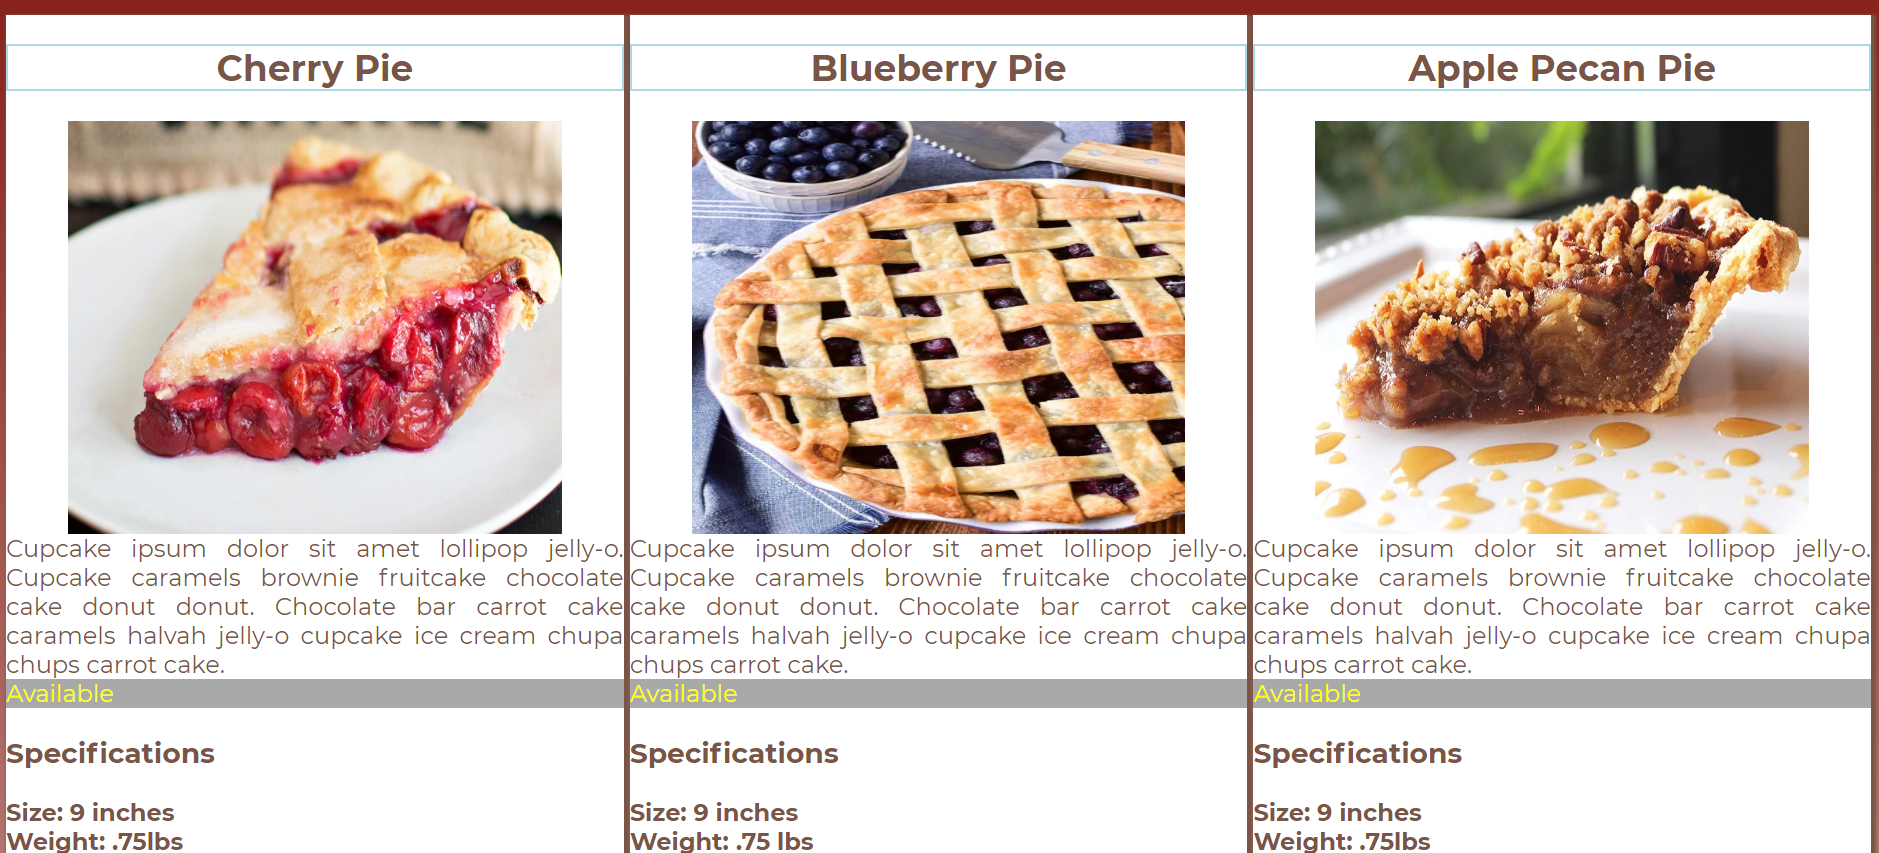 Cherry Pie
Cupcake ipsum dolor sit amet lollipop jelly-o.
Cupcake caramels brownie fruitcake chocolate
cake donut donut. Chocolate bar carrot cake
caramels halvah jelly-o cupcake ice cream chupa
chups carrot cake.
Available
Specifications
Size: 9 inches
Weight: .75lbs
Blueberry Pie
Cupcake ipsum dolor sit amet lollipop jelly-o.
Cupcake caramels brownie fruitcake chocolate
cake donut donut. Chocolate bar carrot cake
caramels halvah jelly-o cupcake ice cream chupa
chups carrot cake.
Available
Specifications
Size: 9 inches
Weight: .75 lbs
Apple Pecan Pie
Cupcake ipsum dolor sit amet lollipop jelly-o.
Cupcake caramels brownie fruitcake chocolate
cake donut donut. Chocolate bar carrot cake
caramels halvah jelly-o cupcake ice cream chupa
chups carrot cake.
Available
Specifications
Size: 9 inches
Weight: .75lbs